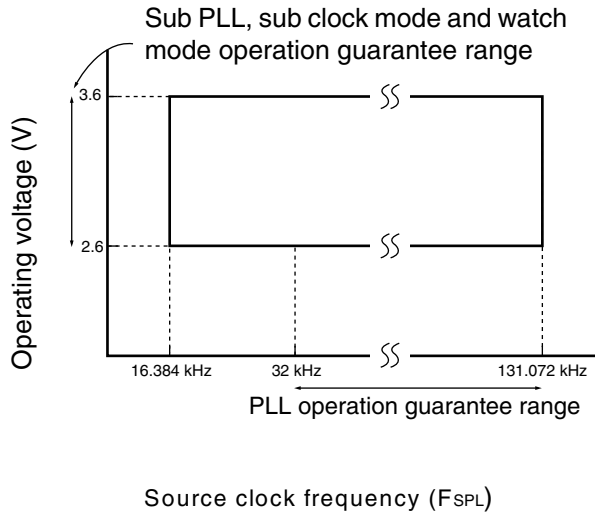 Sub PLL, sub clock mode and watch
mode operation guarantee range
Operating voltage (V)
3.6
2.6
16.384 kHz
32 kHz
131.072 kHz
PLL operation guarantee range
Source clock frequency (FSPL)